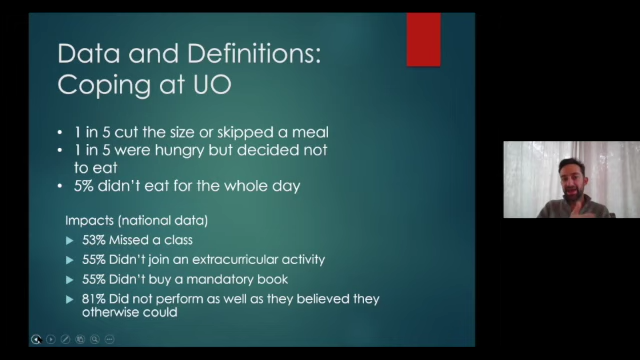 Data and Definitions:
Coping at UO
• 1 in 5 cut the size or skipped a meal
• 1 in 5 were hungry but decided not
to eat
• 5% didn't eat for the whole day
Impacts (national data)
53% Missed a class
55% Didn't join an extracurricular activity
55% Didn't buy a mandatory book
81% Did not perform as well as they believed they
otherwise could